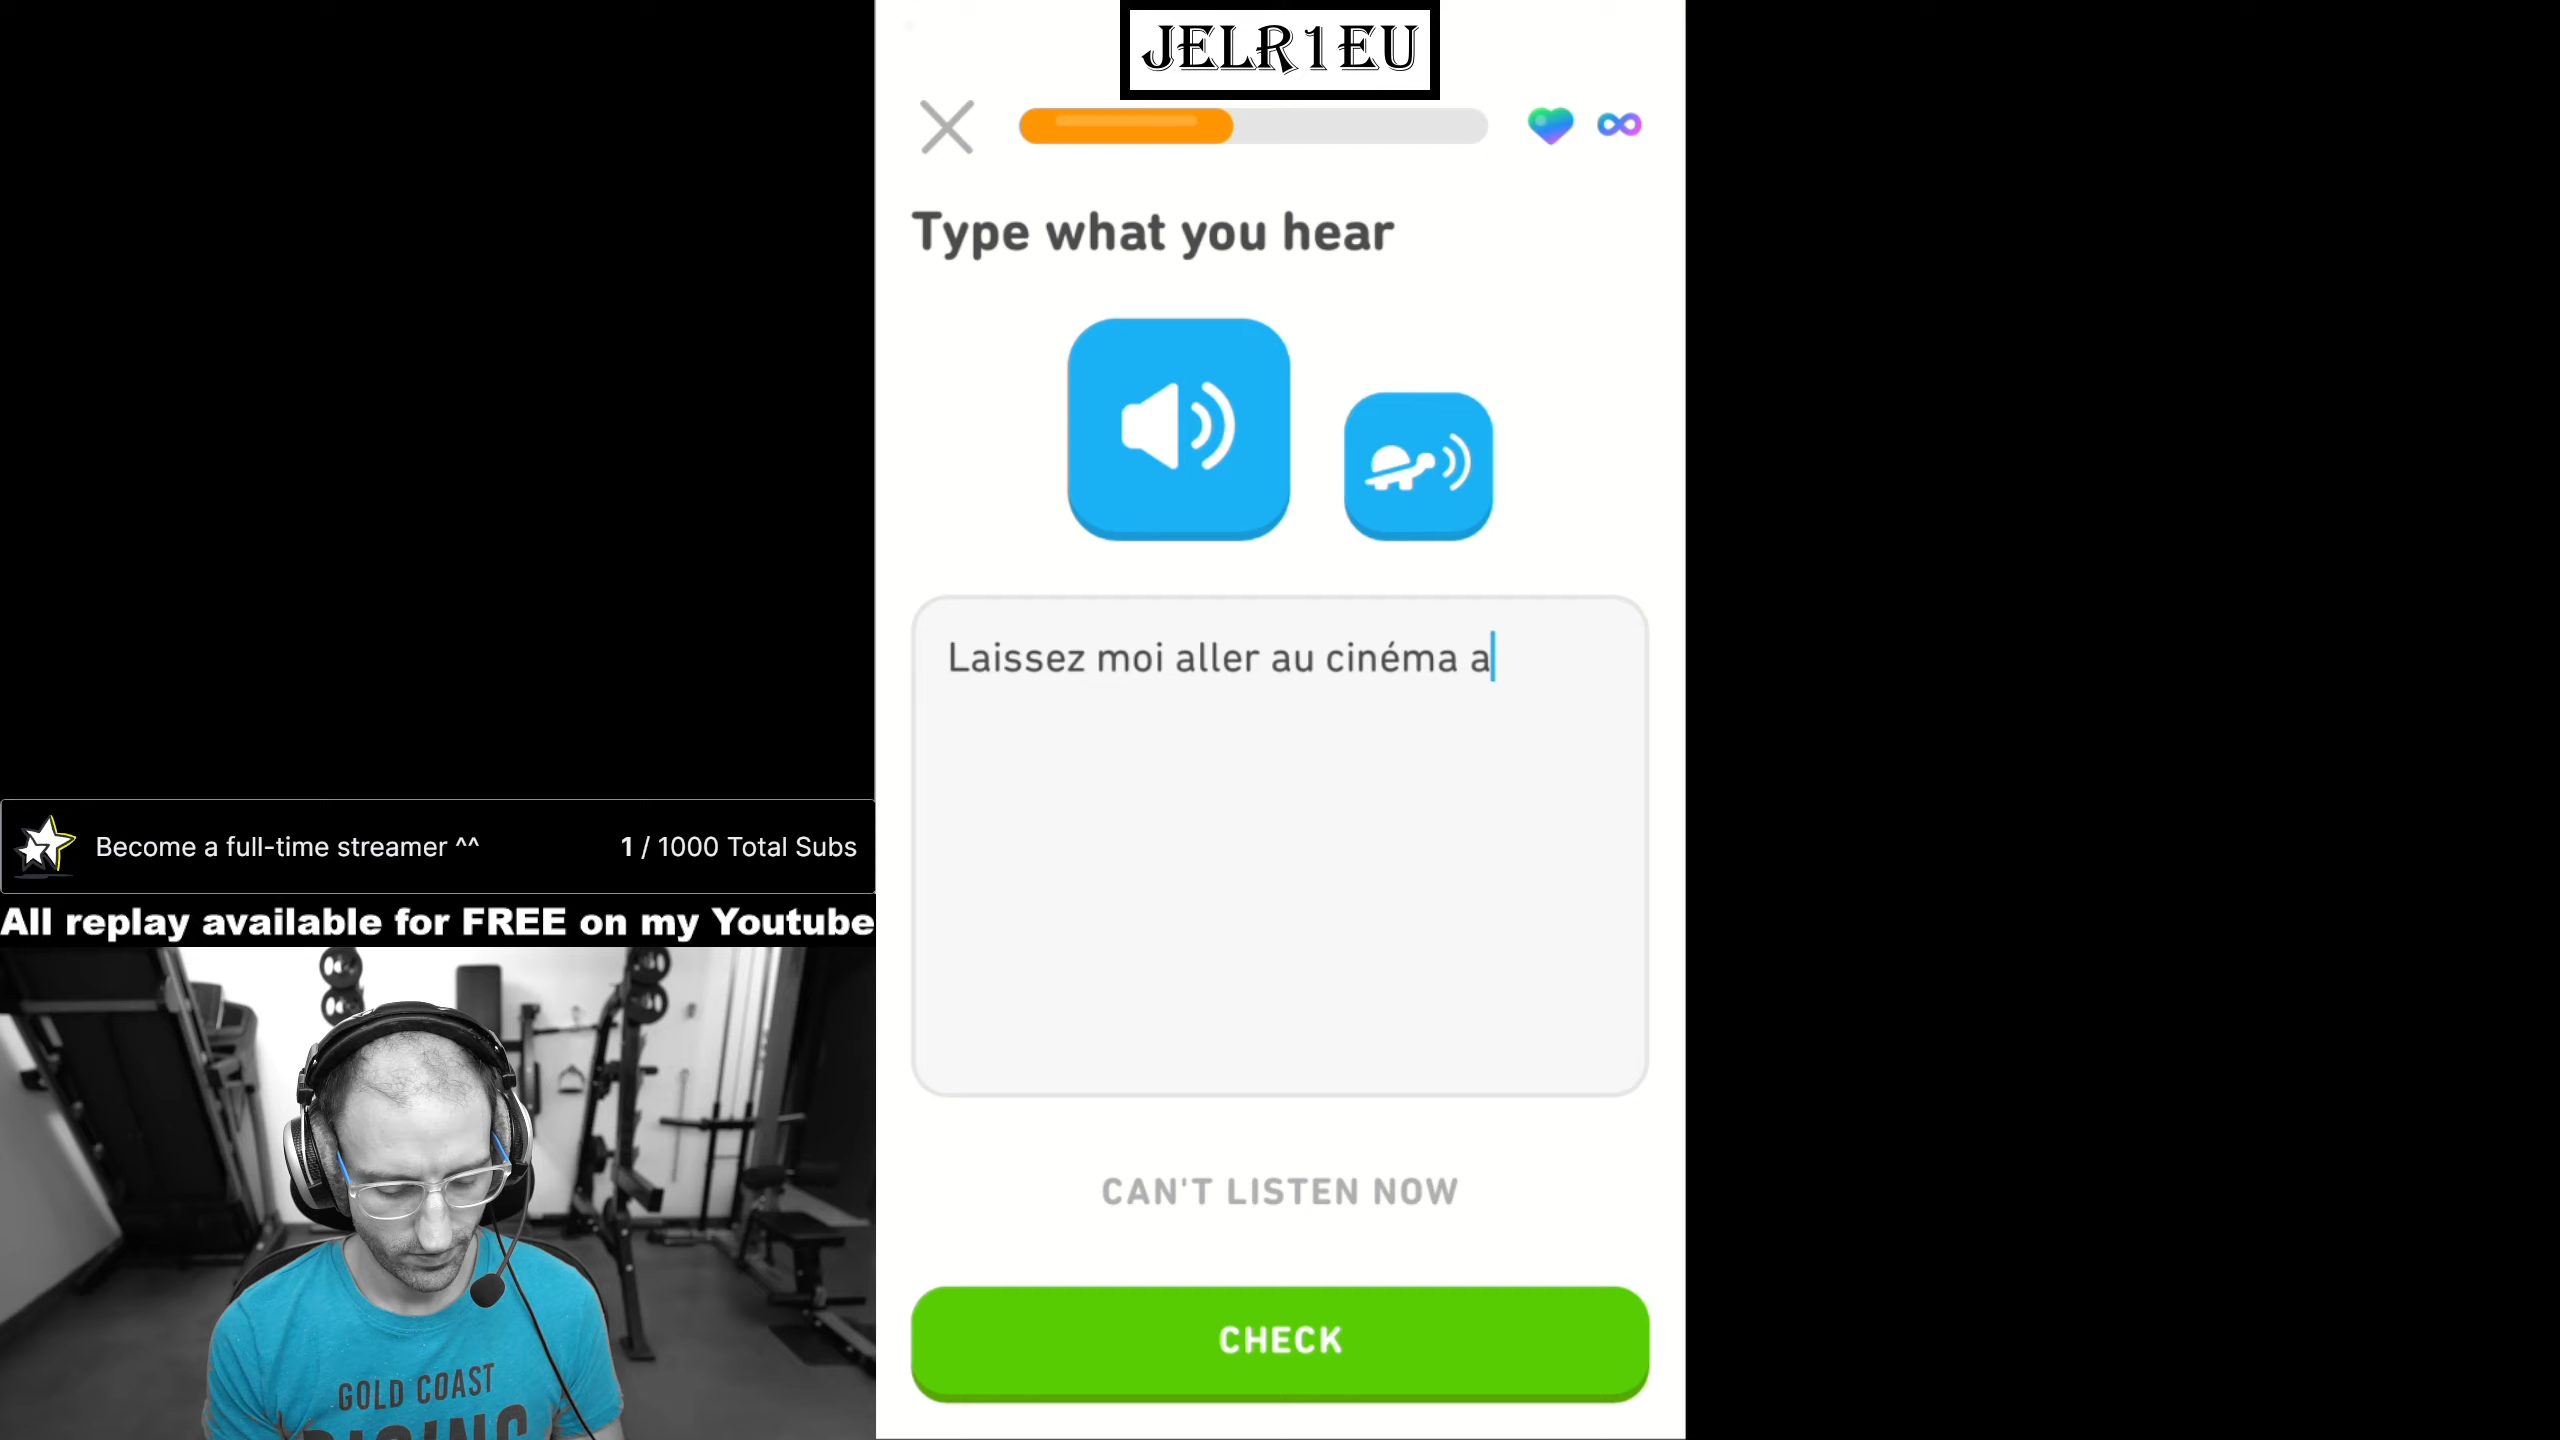 JELR1EU
Type what you hear
Laissez moi aller au cinéma a
CAN'T LISTEN NOW
CHECK
Become a full-time streamer ^^
1 / 1000 Total Subs
All replay available for FREE on my Youtube
GOLD COAST